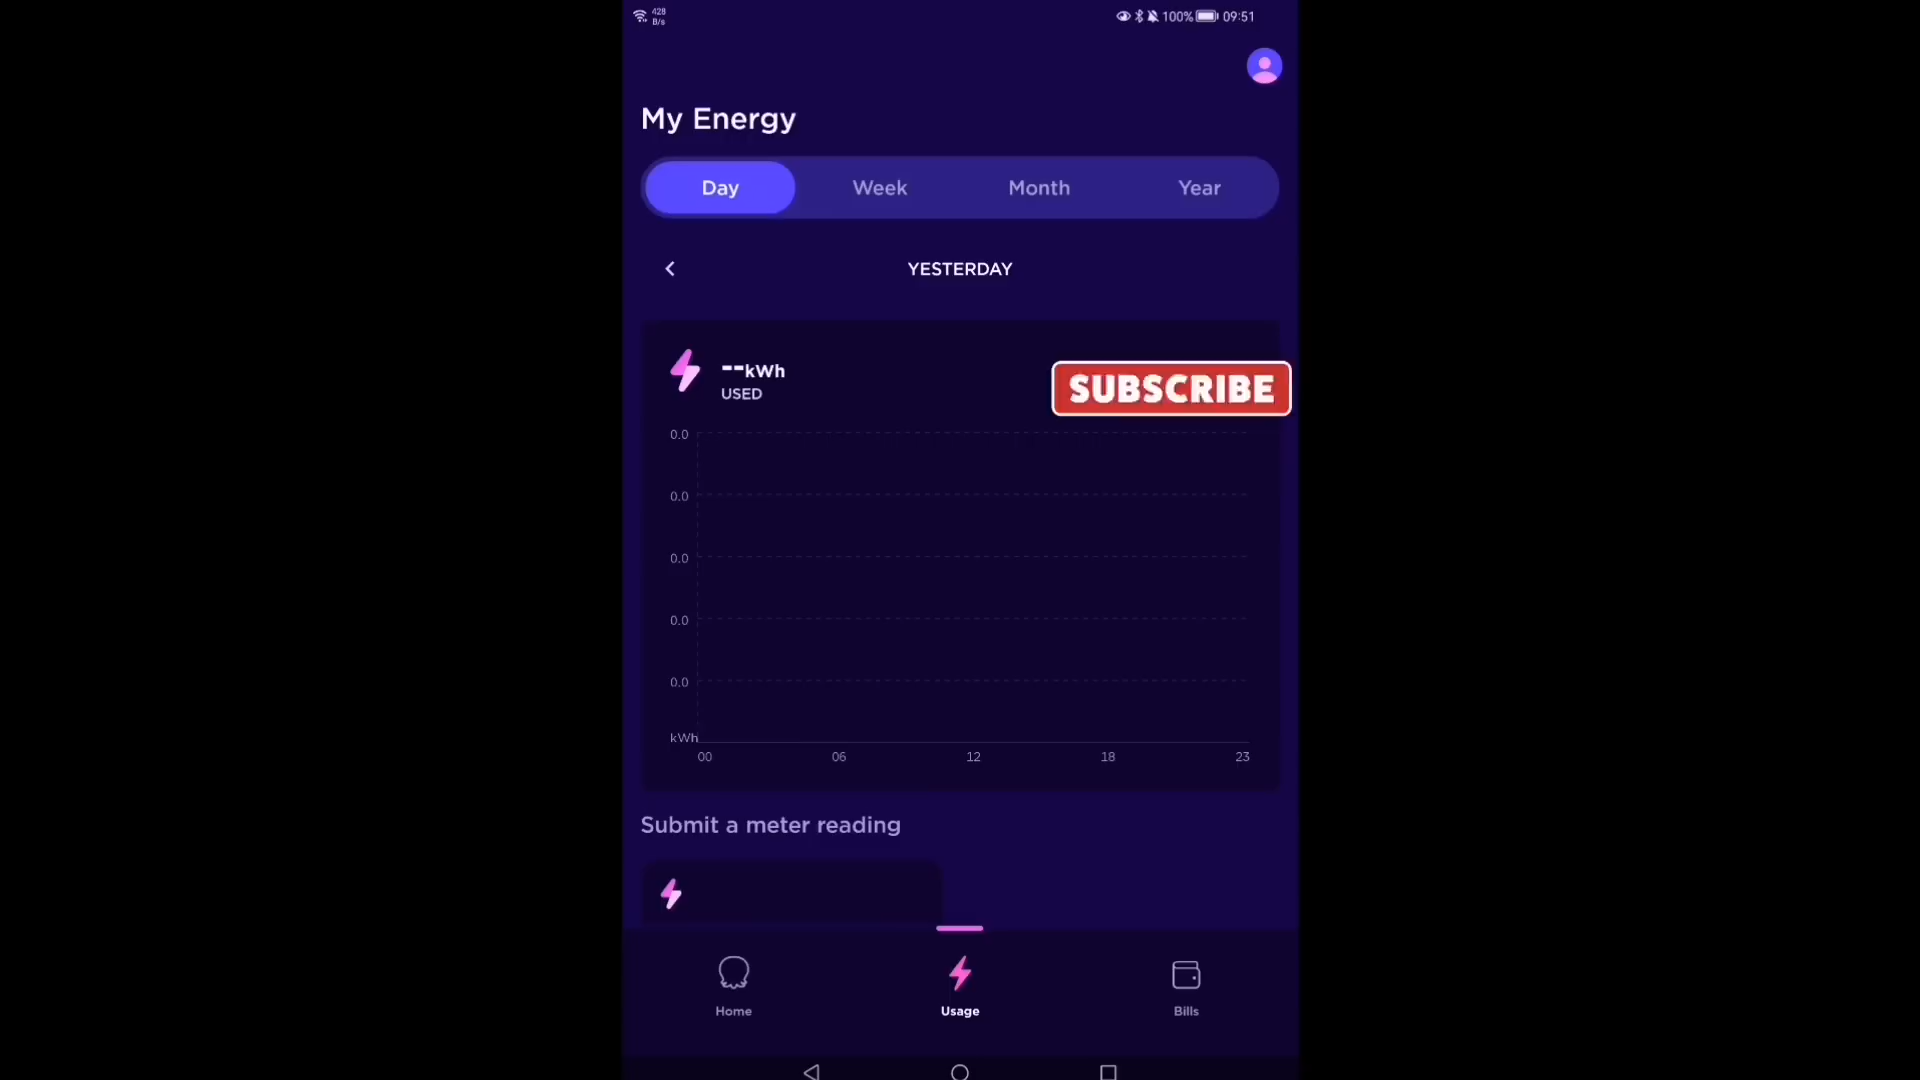 428
B/s
100%
09:51
My Energy
Day
Week
Month
Year
YESTERDAY
--kWh
USED
SUBSCRIBE
0.0
0.0
0.0
0.0
0.0
kWh
00
06
12
18
23
Submit a meter reading
Home
Usage
Bills